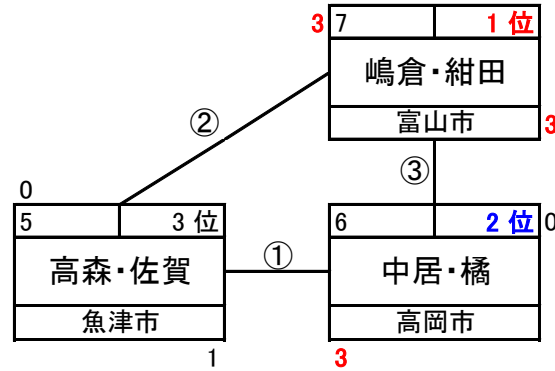 3 7 1 位
嶋倉・紺田
富山市 3
②
③
0
5 3 位
高森・佐賀
魚津市
1
①
6 2 位 0
中居・橘
高岡市
3